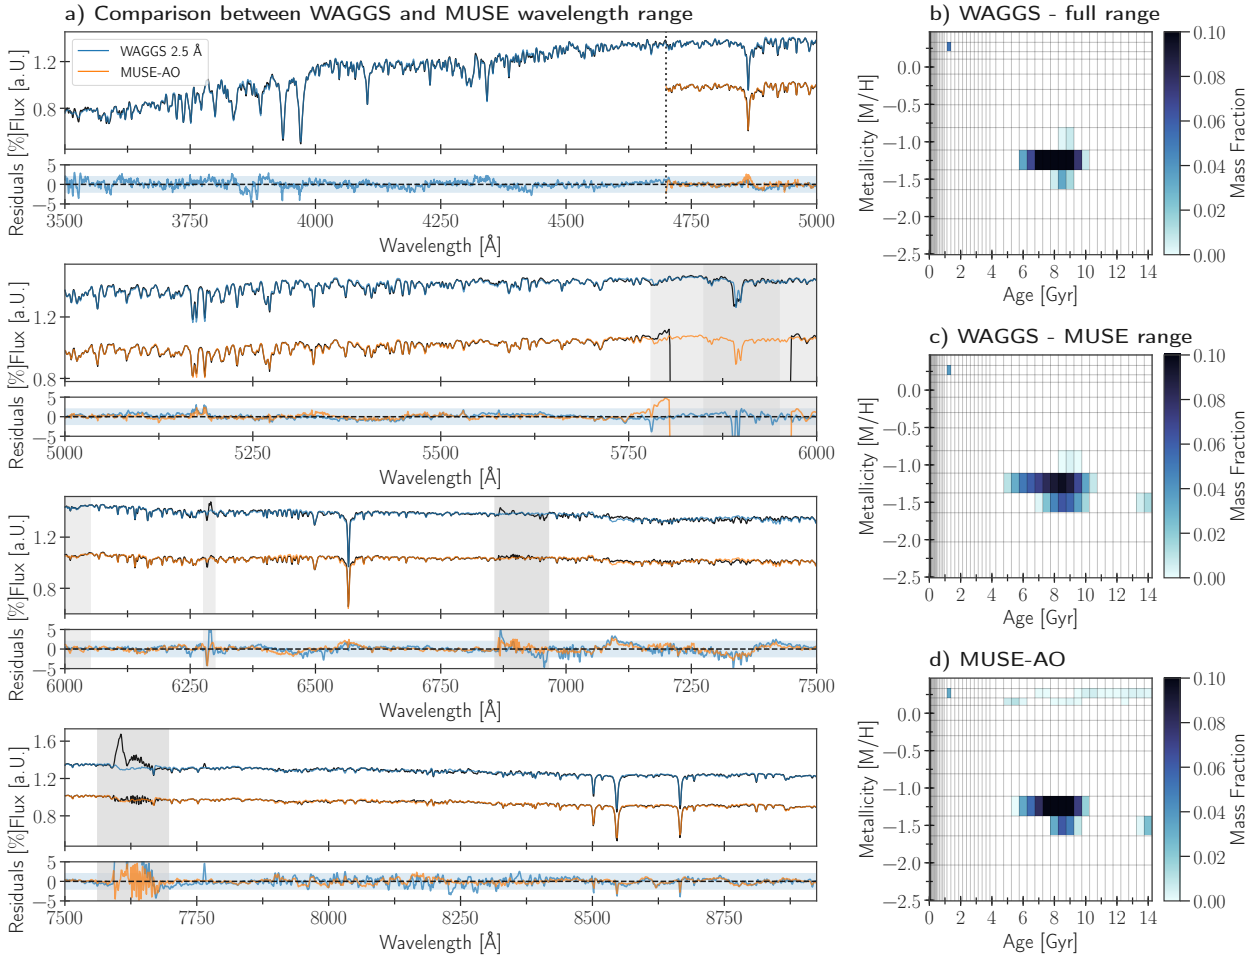 a) Comparison between WAGGS and MUSE wavelength range
WAGGS 2.5 Å
MUSE-AO
Flux [a.U.]
1.2
0.8
Residuals [%]
5
0
−5
3500 3750 4000 4250 4500 4750 5000
Wavelength [Å]
Flux [a.U.]
1.2
0.8
Residuals [%]
5
0
−5
5000 5250 5500 5750 6000
Wavelength [Å]
Flux [a.U.]
1.2
0.8
Residuals [%]
5
0
−5
6000 6250 6500 6750 7000 7250 7500
Wavelength [Å]
Flux [a.U.]
1.6
1.2
0.8
Residuals [%]
5
0
−5
7500 7750 8000 8250 8500 8750
Wavelength [Å]
b) WAGGS - full range
Metallicity [M/H]
0.0
−0.5
−1.0
−1.5
−2.0
−2.5
0 2 4 6 8 10 12 14
Age [Gyr]
0.10
0.08
0.06
0.04
0.02
0.00
Mass Fraction
c) WAGGS - MUSE range
Metallicity [M/H]
0.0
−0.5
−1.0
−1.5
−2.0
−2.5
0 2 4 6 8 10 12 14
Age [Gyr]
0.10
0.08
0.06
0.04
0.02
0.00
Mass Fraction
d) MUSE-AO
Metallicity [M/H]
0.0
−0.5
−1.0
−1.5
−2.0
−2.5
0 2 4 6 8 10 12 14
Age [Gyr]
0.10
0.08
0.06
0.04
0.02
0.00
Mass Fraction